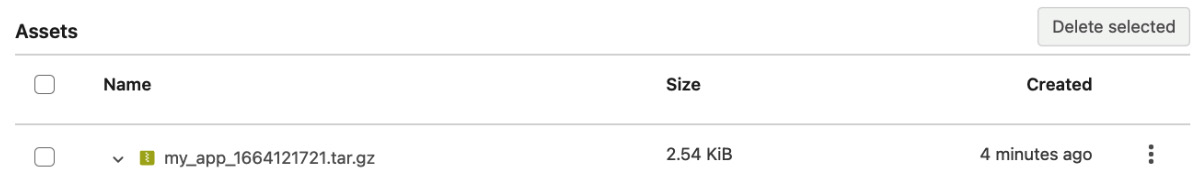 Assets
Delete selected
Name Size Created
my_app_1664121721.tar.gz 2.54 KiB 4 minutes ago